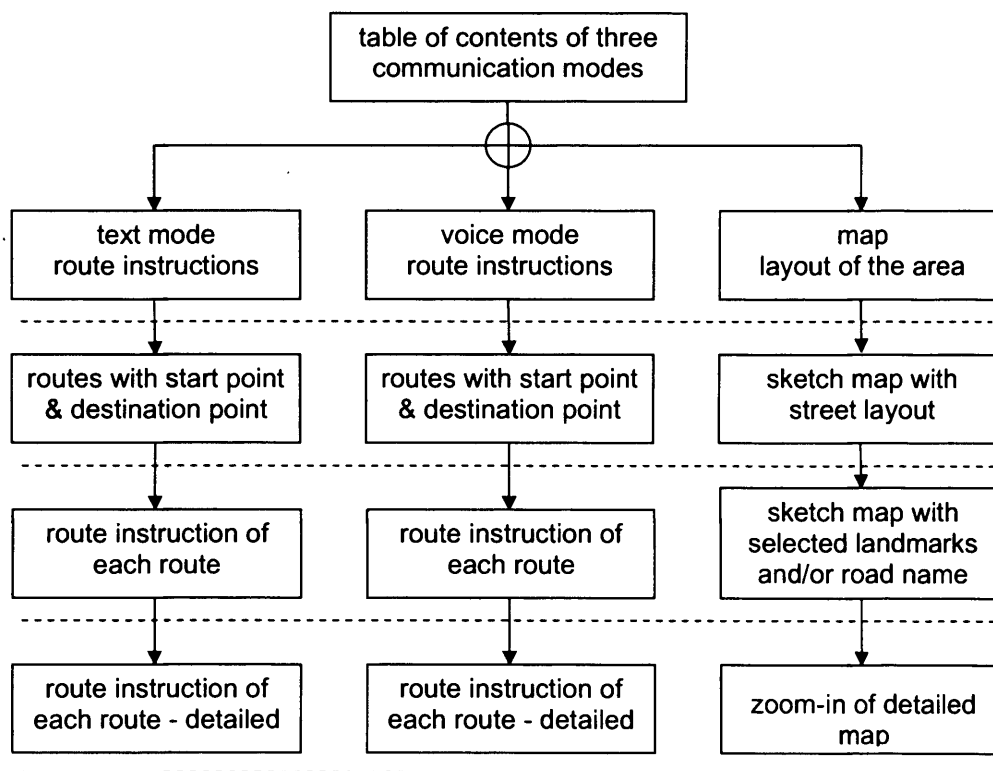 table of contents of three
communication modes
text mode
route instructions
voice mode
route instructions
map
layout of the area
routes with start point
& destination point
routes with start point
& destination point
sketch map with
street layout
route instruction of
each route
route instruction of
each route
sketch map with
selected landmarks
and/or road name
route instruction of
each route - detailed
route instruction of
each route - detailed
zoom-in of detailed
map